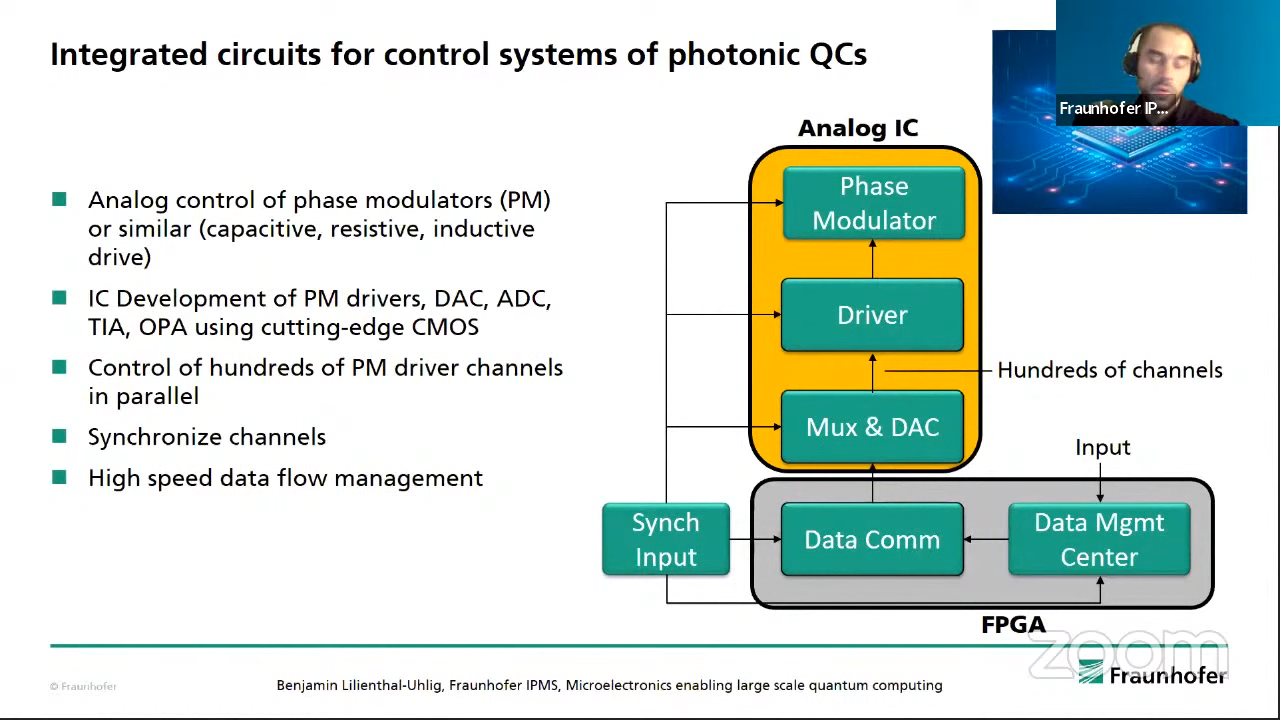 Integrated circuits for control systems of photonic QCs
Fraunhofer IP...
Analog control of phase modulators (PM)
or similar (capacitive, resistive, inductive
drive)
IC Development of PM drivers, DAC, ADC,
TIA, OPA using cutting-edge CMOS
Control of hundreds of PM driver channels
in parallel
Synchronize channels
High speed data flow management
Analog IC
Phase
Modulator
Driver
Hundreds of channels
Mux & DAC
Input
Synch
Input
Data Comm
Data Mgmt
Center
FPGA
zoom
© Fraunhofer
Benjamin Lilienthal-Uhlig, Fraunhofer IPMS, Microelectronics enabling large scale quantum computing
Fraunhofer